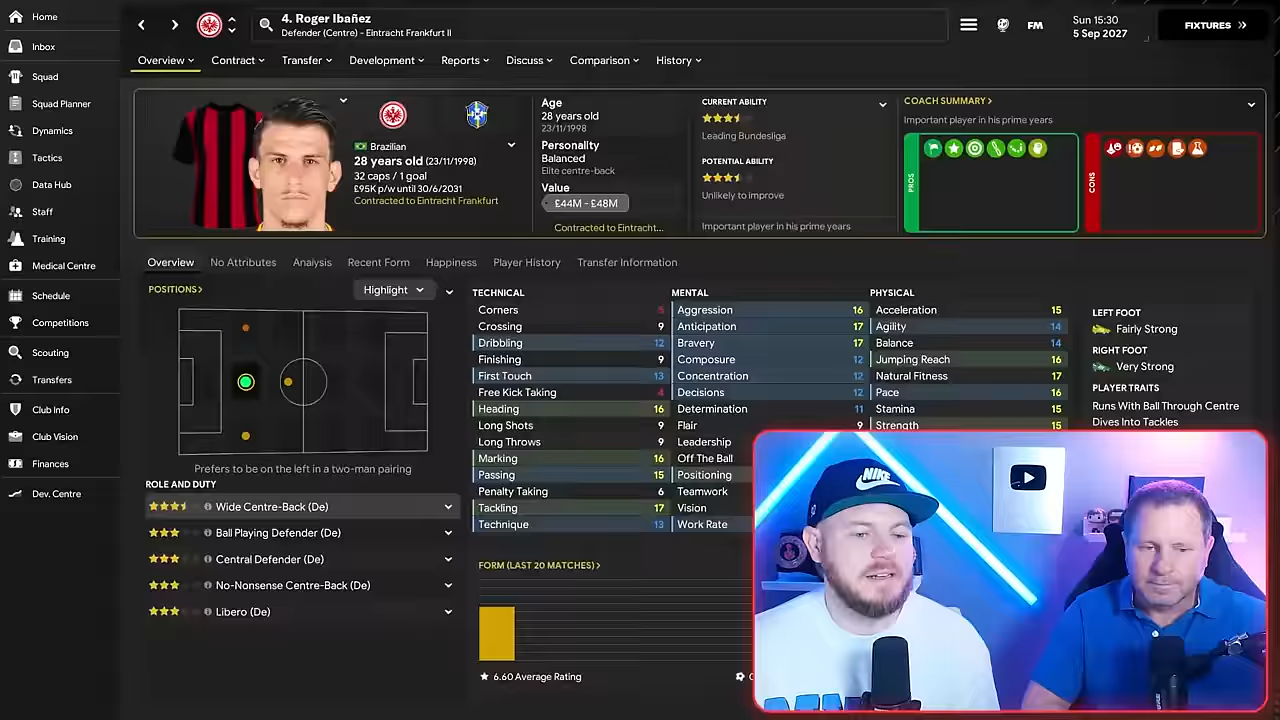 Home
Inbox
Squad
Squad Planner
Dynamics
Tactics
Data Hub
Staff
Training
Medical Centre
Schedule
Competitions
Scouting
Transfers
Club Info
Club Vision
Finances
Dev. Centre
4. Roger Ibañez
Defender (Centre) - Eintracht Frankfurt II
FM
Sun 15:30
5 Sep 2027
FIXTURES
Overview Contract Transfer Development Reports Discuss Comparison History
Brazilian
28 years old (23/11/1998)
32 caps / 1 goal
£95K p/w until 30/6/2031
Contracted to Eintracht Frankfurt
Age
28 years old
23/11/1998
Personality
Balanced
Elite centre-back
Value
£44M - £48M
Contracted to Eintracht...
CURRENT ABILITY
Leading Bundesliga
POTENTIAL ABILITY
Unlikely to improve
Important player in his prime years
COACH SUMMARY >
Important player in his prime years
PROS
CONS
Overview No Attributes Analysis Recent Form Happiness Player History Transfer Information
POSITIONS>
Highlight
Prefers to be on the left in a two-man pairing
ROLE AND DUTY
Wide Centre-Back (De)
Ball Playing Defender (De)
Central Defender (De)
No-Nonsense Centre-Back (De)
Libero (De)
TECHNICAL
Corners 5
Crossing 9
Dribbling 12
Finishing 9
First Touch 13
Free Kick Taking 4
Heading 16
Long Shots 9
Long Throws 9
Marking 16
Passing 15
Penalty Taking 6
Tackling 17
Technique 13
MENTAL
Aggression 16
Anticipation 17
Bravery 17
Composure 12
Concentration 12
Decisions 12
Determination 11
Flair 9
Leadership
Off The Ball
Positioning
Teamwork
Vision
Work Rate
PHYSICAL
Acceleration 15
Agility 14
Balance 14
Jumping Reach 16
Natural Fitness 17
Pace 16
Stamina 15
Strength 15
LEFT FOOT
Fairly Strong
RIGHT FOOT
Very Strong
PLAYER TRAITS
Runs With Ball Through Centre
Dives Into Tackles
FORM (LAST 20 MATCHES) >
6.60 Average Rating
NIKE